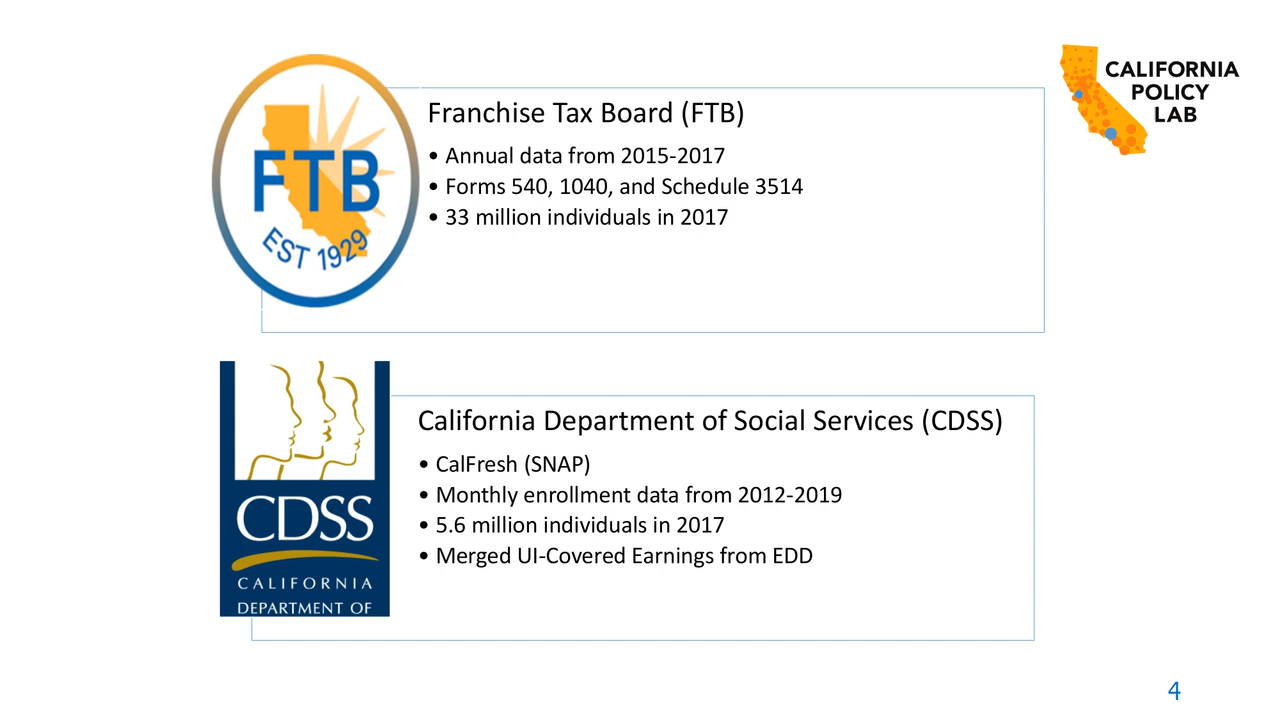 CALIFORNIA
POLICY
LAB
FTB
EST 1929
Franchise Tax Board (FTB)
• Annual data from 2015-2017
• Forms 540, 1040, and Schedule 3514
• 33 million individuals in 2017
CDSS
CALIFORNIA
DEPARTMENT OF
California Department of Social Services (CDSS)
• CalFresh (SNAP)
• Monthly enrollment data from 2012-2019
• 5.6 million individuals in 2017
• Merged UI-Covered Earnings from EDD
4